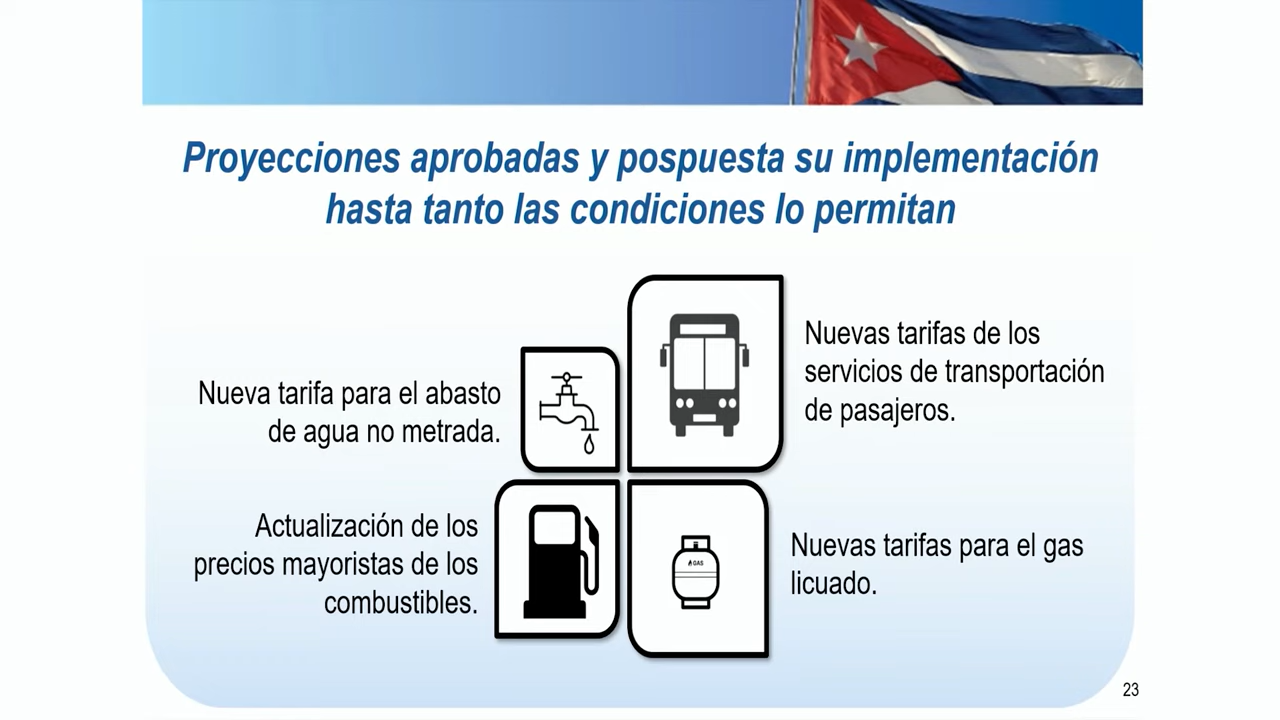 Proyecciones aprobadas y pospuesta su implementación
hasta tanto las condiciones lo permitan
Nueva tarifa para el abasto
de agua no metrada.
Nuevas tarifas de los
servicios de transportación
de pasajeros.
Actualización de los
precios mayoristas de los
combustibles.
GAS
Nuevas tarifas para el gas
licuado.
23